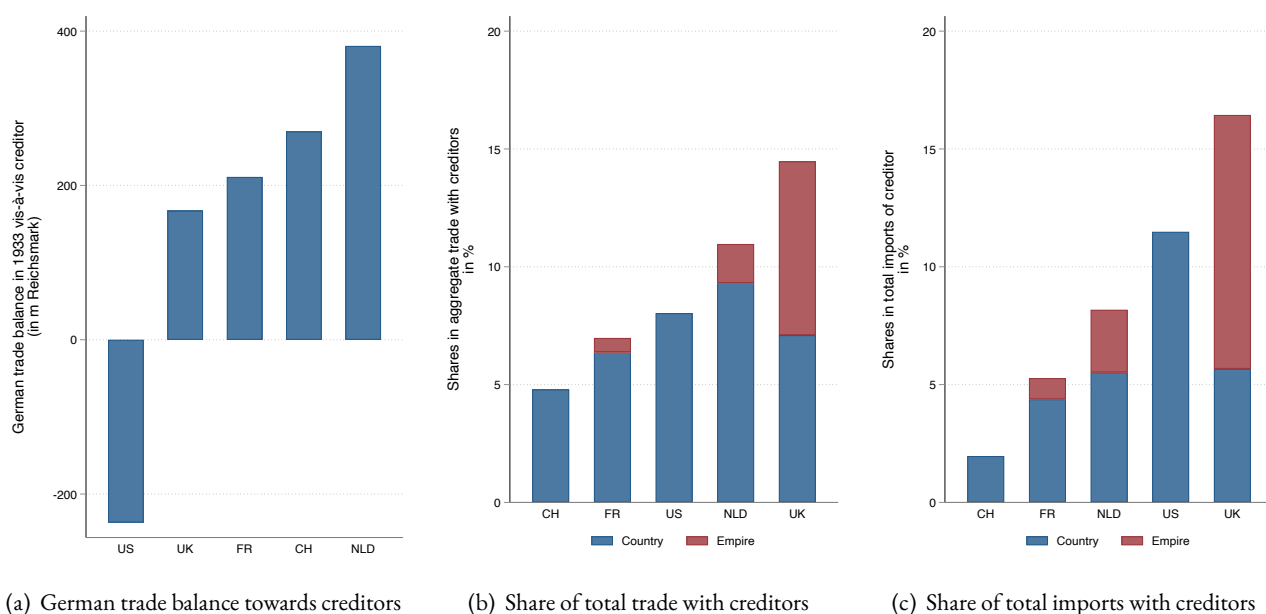 German trade balance in 1933 vis-à-vis creditor
(in m Reichsmark)
400
200
0
-200
US UK FR CH NLD
(a) German trade balance towards creditors
Shares in aggregate trade with creditors
in %
20
15
10
5
0
CH FR US NLD UK
Country Empire
(b) Share of total trade with creditors
Shares in total imports of creditor
in %
20
15
10
5
0
CH FR NLD US UK
Country Empire
(c) Share of total imports with creditors